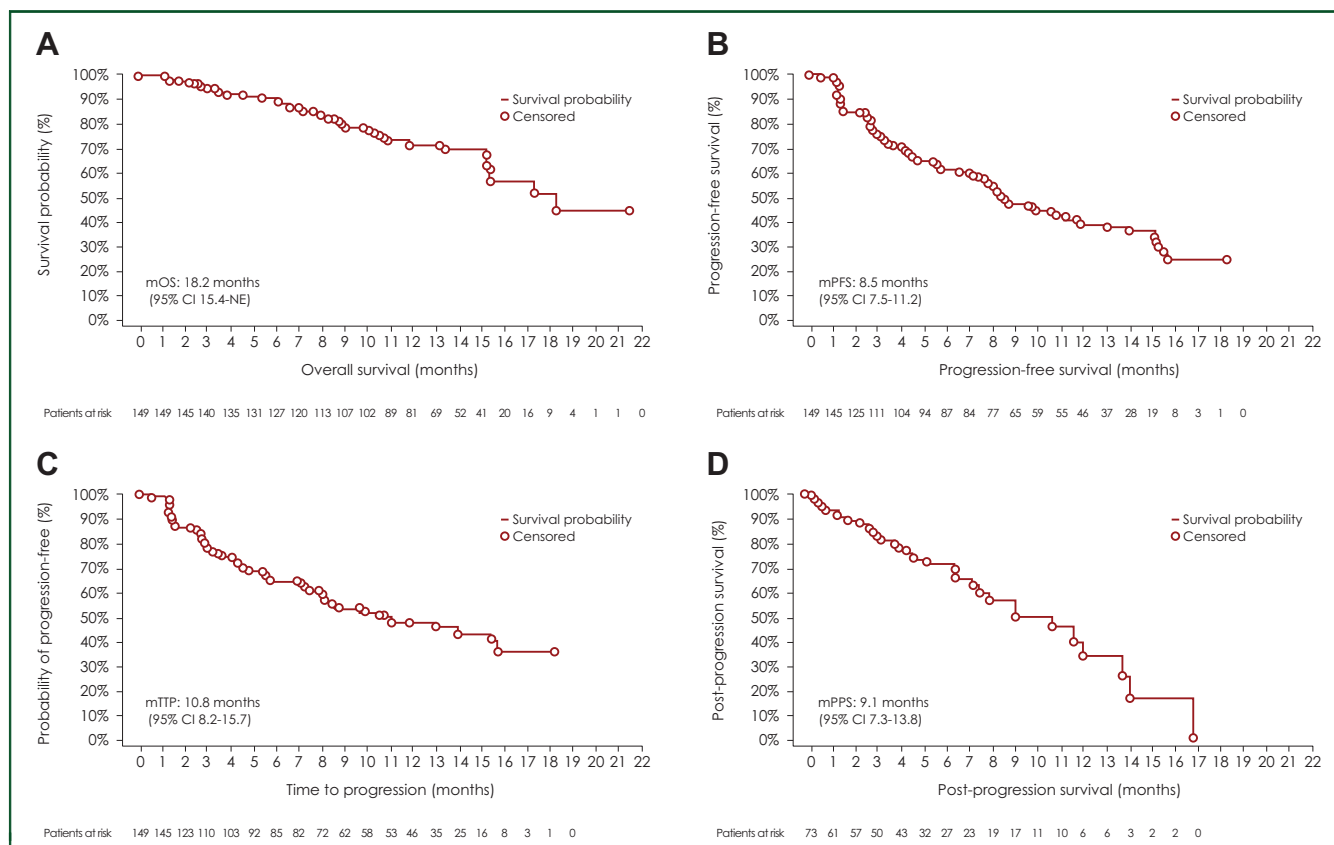 A
Survival probability (%)
100%
90%
80%
70%
60%
50%
40%
30%
20%
10%
0%
Survival probability
Censored
mOS: 18.2 months
(95% CI 15.4-NE)
0 1 2 3 4 5 6 7 8 9 10 11 12 13 14 15 16 17 18 19 20 21 22
Overall survival (months)
Patients at risk 149 149 145 140 135 131 127 120 113 107 102 89 81 69 52 41 20 16 9 4 1 1 0
B
Progression-free survival (%)
100%
90%
80%
70%
60%
50%
40%
30%
20%
10%
0%
Survival probability
Censored
mPFS: 8.5 months
(95% CI 7.5-11.2)
0 1 2 3 4 5 6 7 8 9 10 11 12 13 14 15 16 17 18 19 20 21 22
Progression-free survival (months)
Patients at risk 149 145 125 111 104 94 87 84 77 65 59 55 46 37 28 19 8 3 1 0
C
Probability of progression-free (%)
100%
90%
80%
70%
60%
50%
40%
30%
20%
10%
0%
Survival probability
Censored
mTTP: 10.8 months
(95% CI 8.2-15.7)
0 1 2 3 4 5 6 7 8 9 10 11 12 13 14 15 16 17 18 19 20 21 22
Time to progression (months)
Patients at risk 149 145 123 110 103 92 85 82 72 62 58 53 46 35 25 16 8 3 1 0
D
Post-progression survival (%)
100%
90%
80%
70%
60%
50%
40%
30%
20%
10%
0%
Survival probability
Censored
mPPS: 9.1 months
(95% CI 7.3-13.8)
0 1 2 3 4 5 6 7 8 9 10 11 12 13 14 15 16 17 18 19 20 21 22
Post-progression survival (months)
Patients at risk 73 61 57 50 43 32 27 23 19 17 11 10 6 6 3 2 2 0